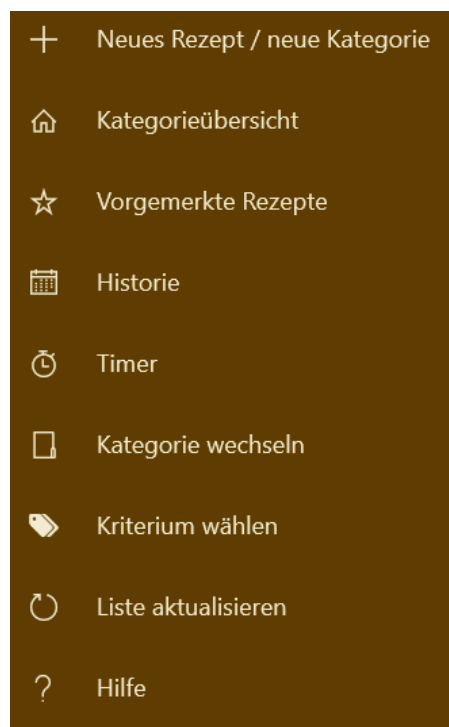 Neues Rezept / neue Kategorie
Kategorieübersicht
Vorgemerkte Rezepte
Historie
Timer
Kategorie wechseln
Kriterium wählen
Liste aktualisieren
Hilfe